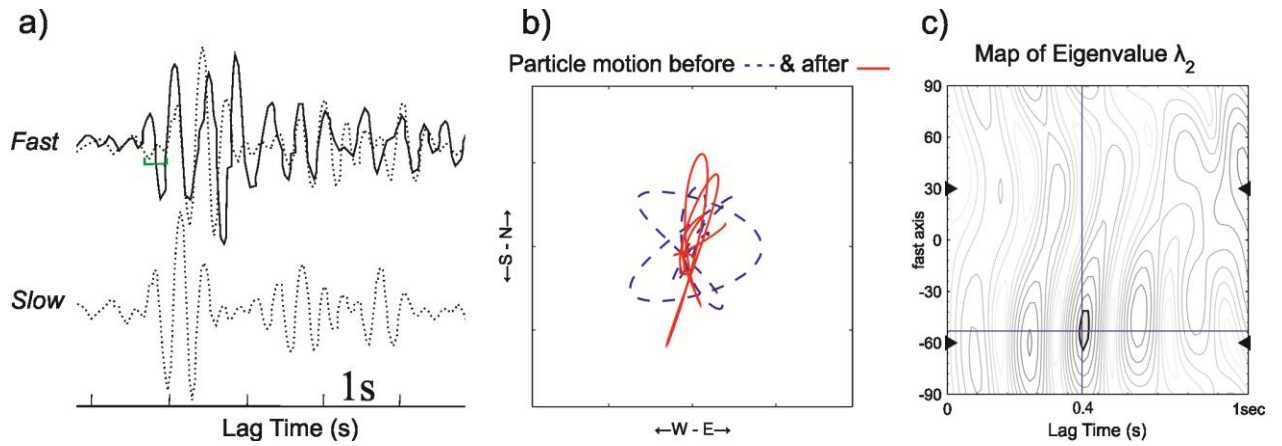 a)
Fast
Slow
1s
Lag Time (s)
b)
Particle motion before --- & after —
←S - N→
←W - E→
c)
Map of Eigenvalue λ₂
fast axis
90
60
30
0
-30
-60
-90
0
0.4
1sec
Lag Time (s)